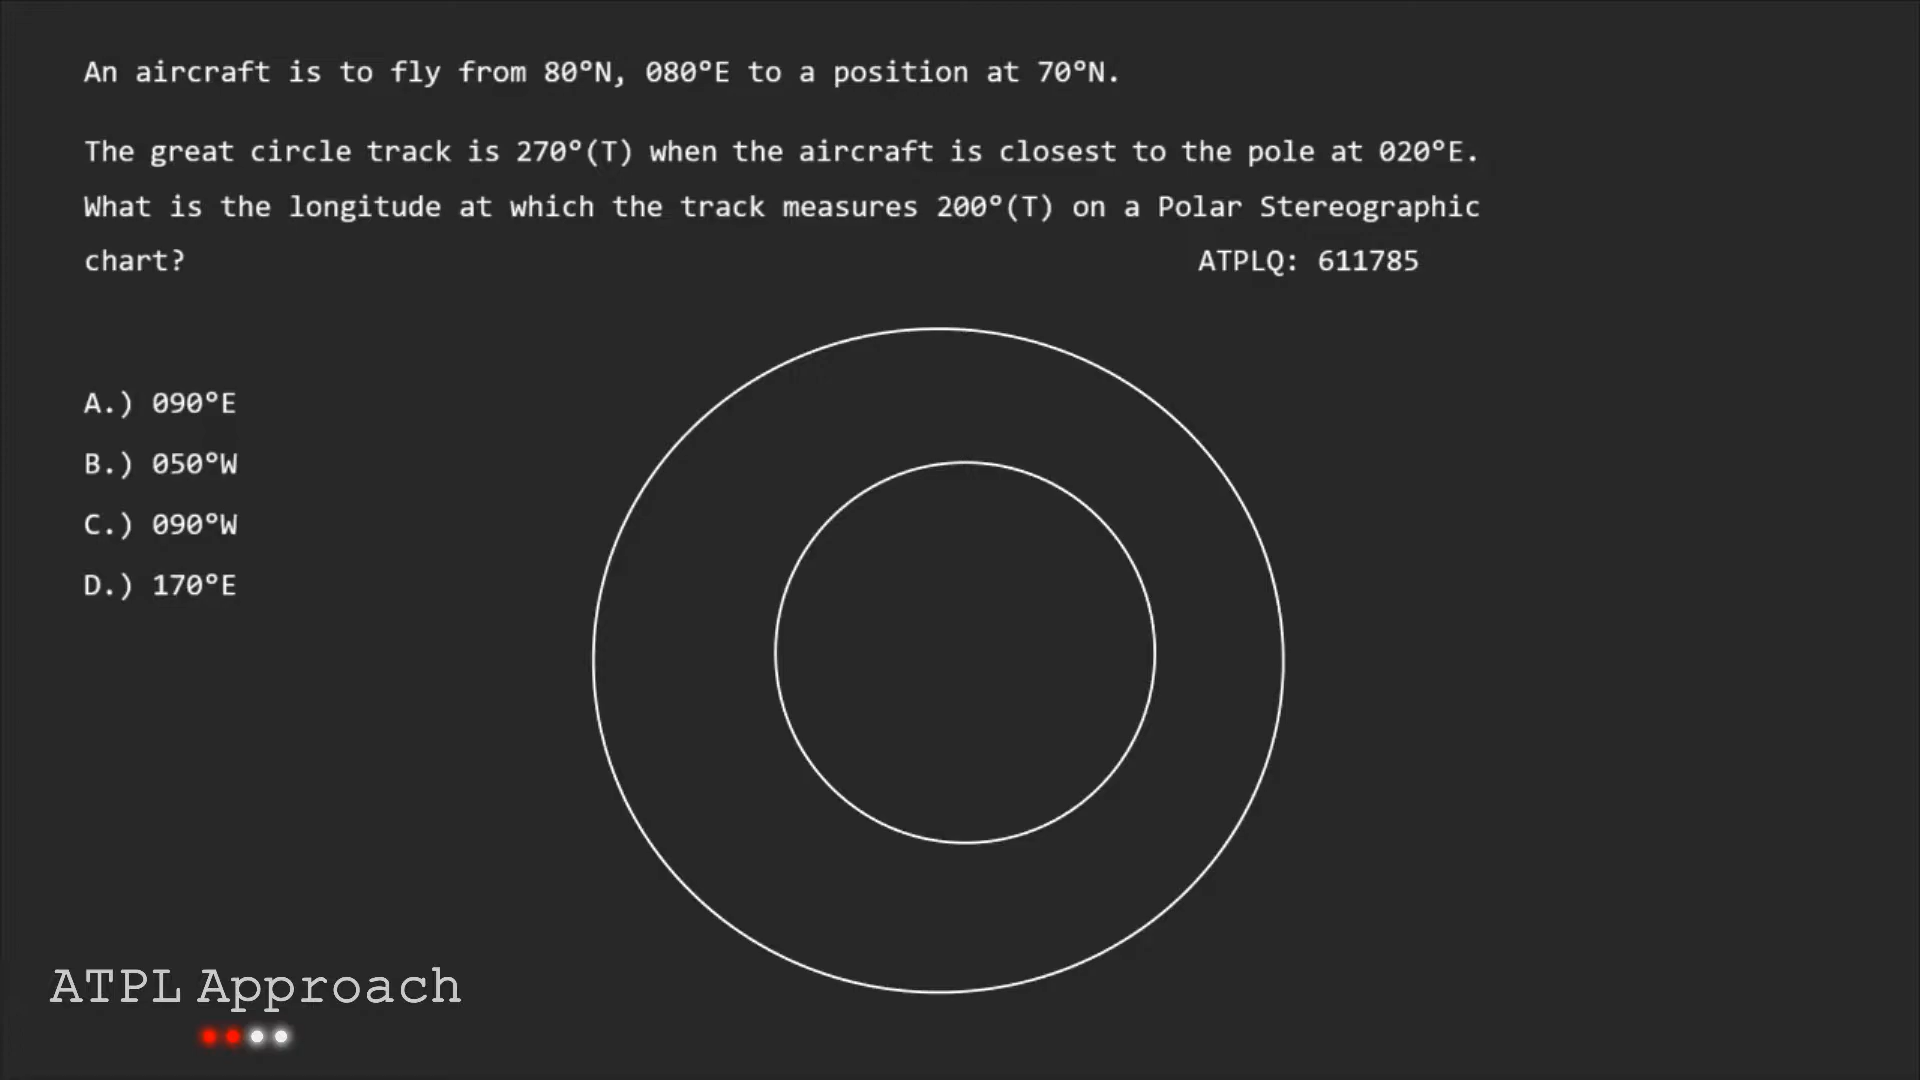 An aircraft is to fly from 80°N, 080°E to a position at 70°N.
The great circle track is 270°(T) when the aircraft is closest to the pole at 020°E.
What is the longitude at which the track measures 200°(T) on a Polar Stereographic
chart? ATPLQ: 611785
A.) 090°E
B.) 050°W
C.) 090°W
D.) 170°E
ATPL Approach